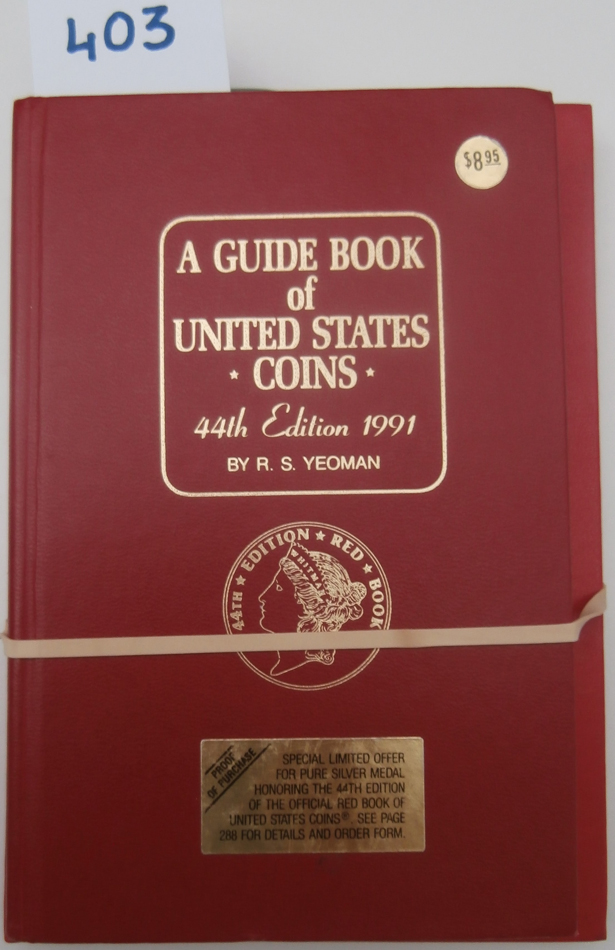 403
$8.95
A GUIDE BOOK
of
UNITED STATES
★ COINS ★
44th Edition 1991
BY R. S. YEOMAN
44TH ★ EDITION ★ RED ★ BOOK
WHITMAN
PROOF
OF PURCHASE
SPECIAL LIMITED OFFER
FOR PURE SILVER MEDAL
HONORING THE 44TH EDITION
OF THE OFFICIAL RED BOOK OF
UNITED STATES COINS®. SEE PAGE
288 FOR DETAILS AND ORDER FORM.